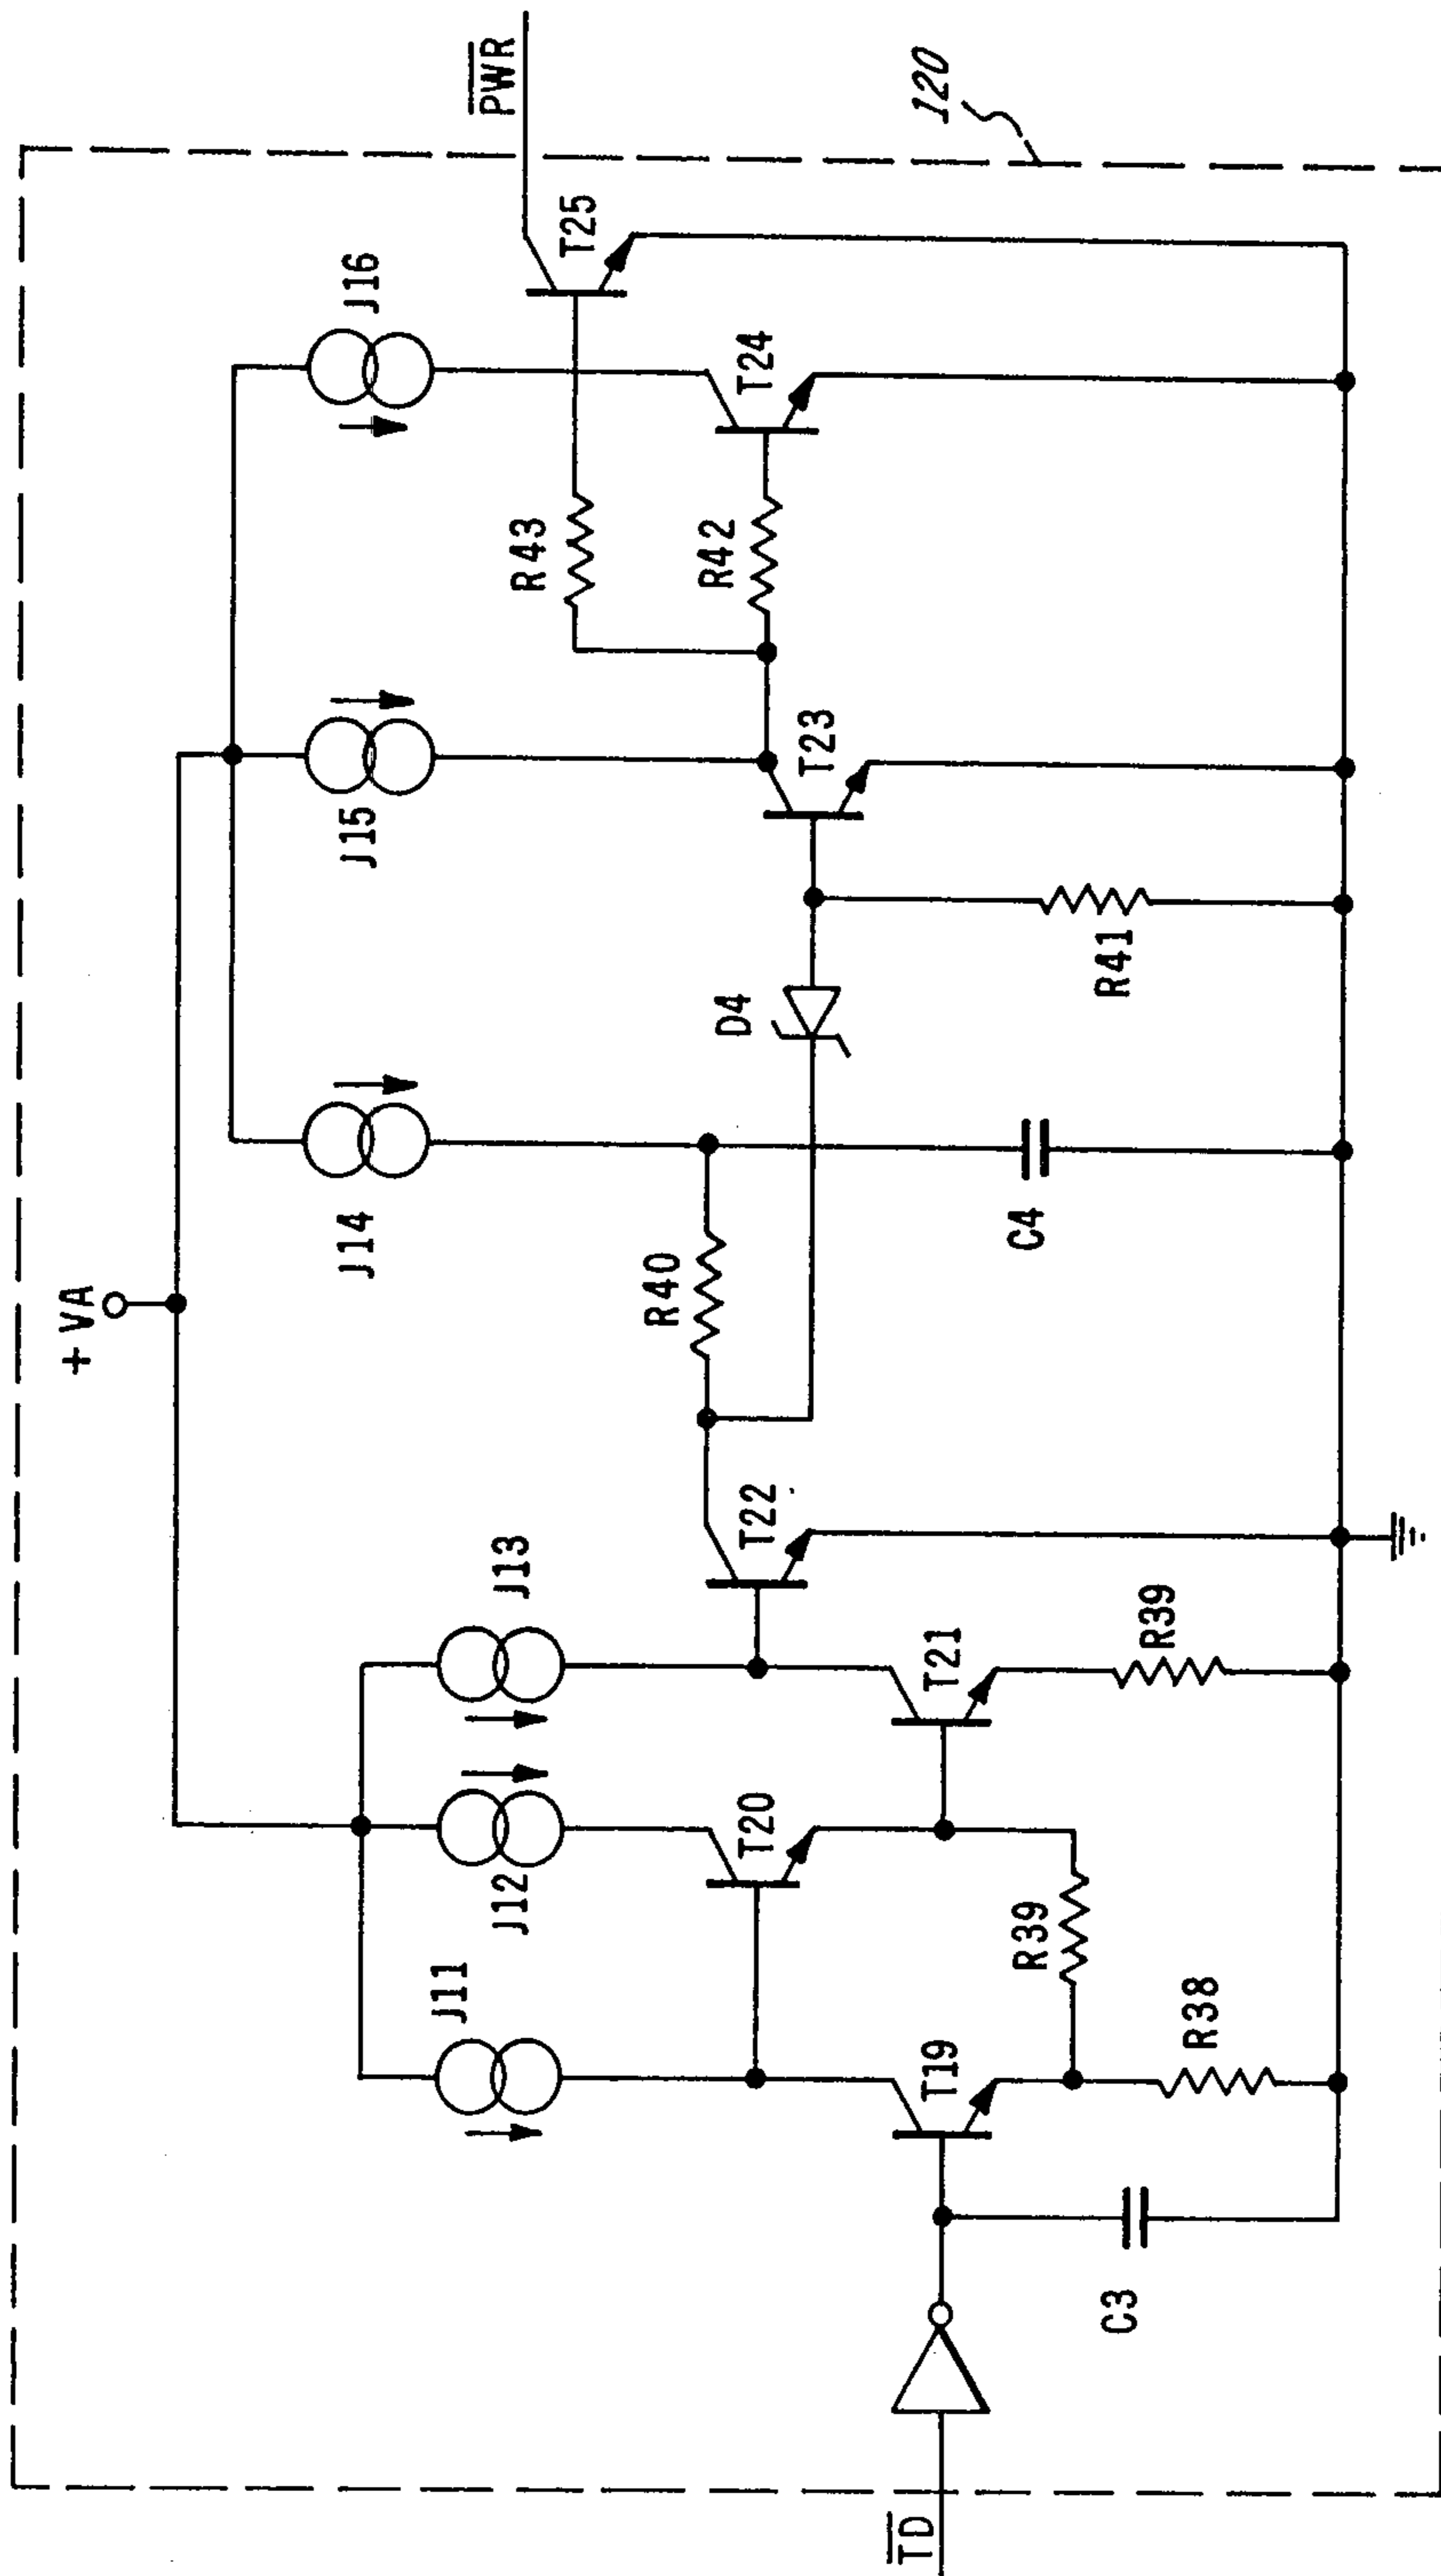 + VA
J11
J12
J13
J14
J15
J16
T20
T22
R40
D4
R43
R42
T24
T25
PWR
120
T23
T19
T21
R39
R39
R38
C3
C4
R41
TD